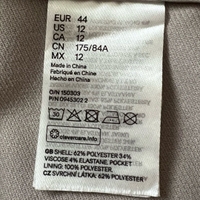 EUR 44
US 12
CA 12
CN 175/84A
MX 12
Made in China
Fabriqué en Chine
Hecho en China
O/N 150303
P/N 0945302 2
30
clevercare.info
GB SHELL: 62% POLYESTER 34%
VISCOSE 4% ELASTANE. POCKET
LINING: 100% POLYESTER.
CZ SVRCHNÍ LÁTKA: 62% POLYESTER